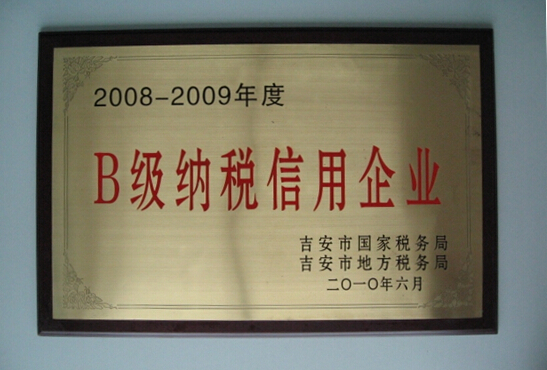 2008-2009年度
B级纳税信用企业
吉安市国家税务局
吉安市地方税务局
二〇一〇年六月